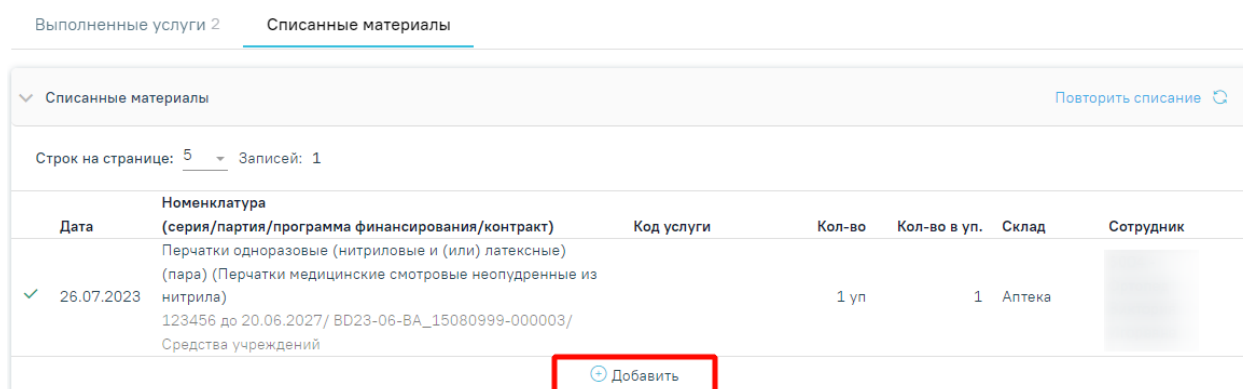 Выполненные услуги 2 Списанные материалы
Списанные материалы Повторить списание
Строк на странице: 5 Записей: 1
Номенклатура
Дата (серия/партия/программа финансирования/контракт) Код услуги Кол-во Кол-во в уп. Склад Сотрудник
Перчатки одноразовые (нитриловые и (или) латексные)
(пара) (Перчатки медицинские смотровые неопудренные из
26.07.2023 нитрила) 1 уп 1 Аптека
123456 до 20.06.2027/ BD23-06-BA_15080999-000003/
Средства учреждений
Добавить